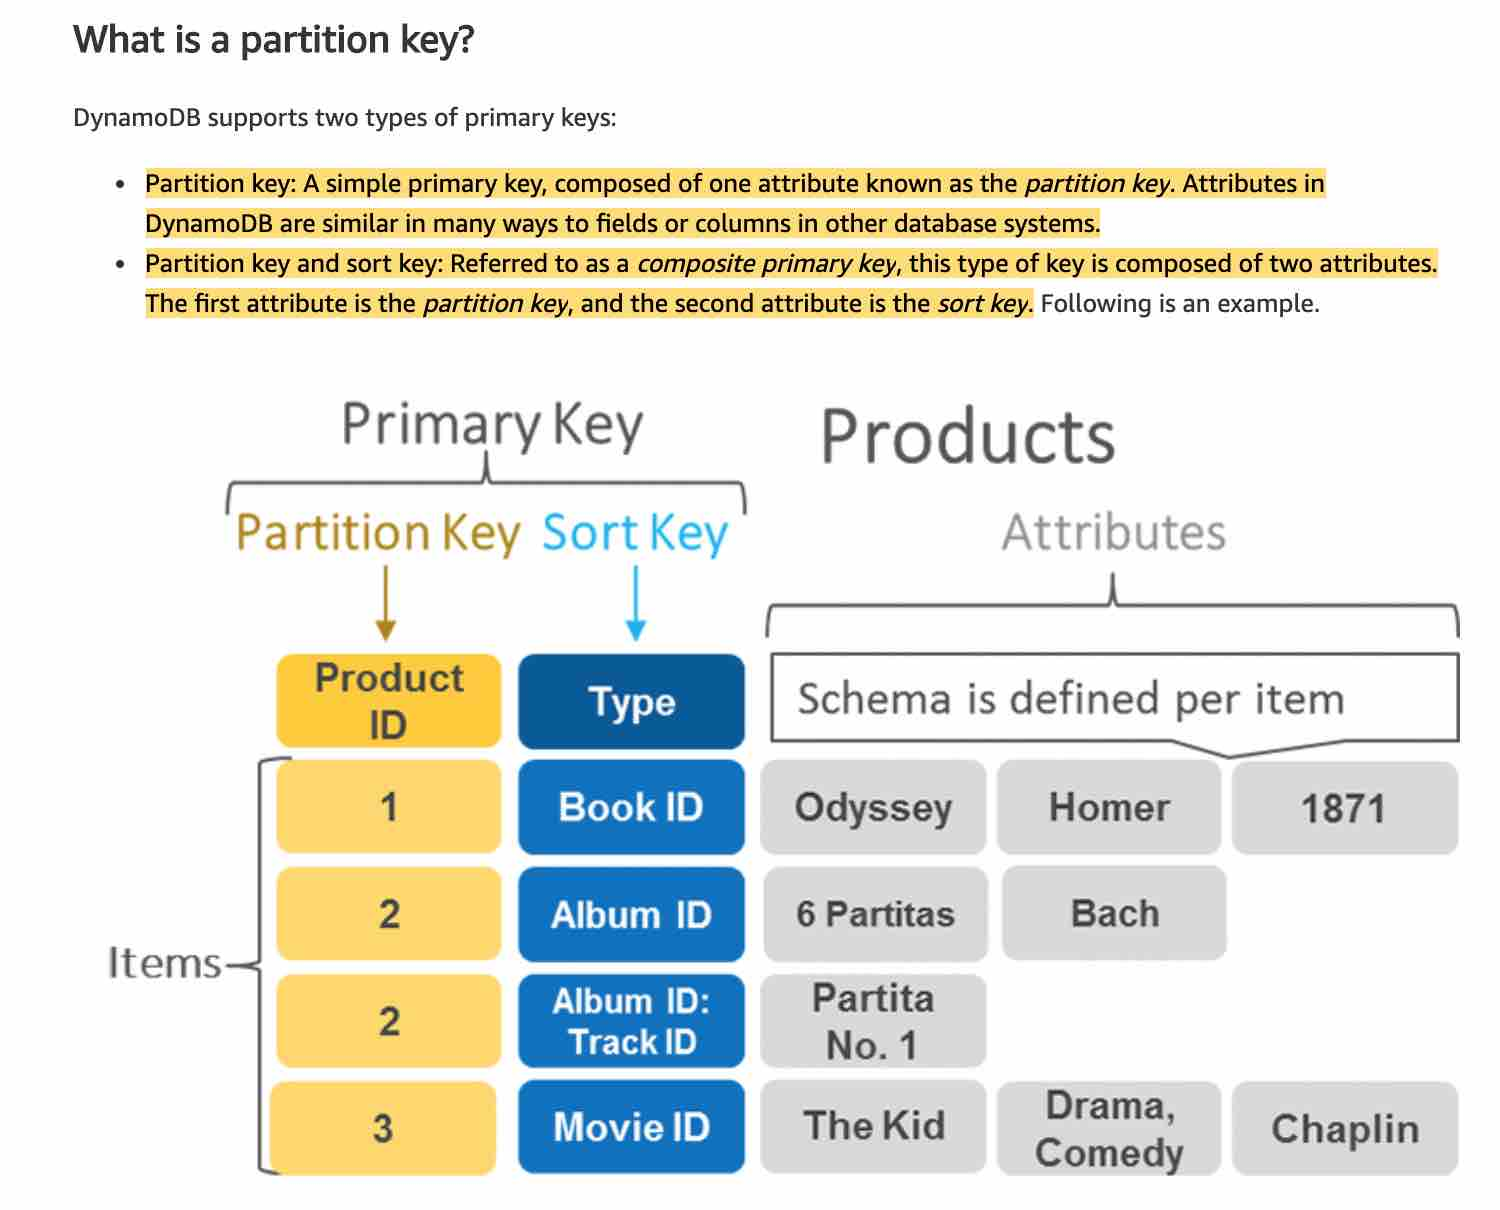 What is a partition key?
DynamoDB supports two types of primary keys:
• Partition key: A simple primary key, composed of one attribute known as the partition key. Attributes in
DynamoDB are similar in many ways to fields or columns in other database systems.
• Partition key and sort key: Referred to as a composite primary key, this type of key is composed of two attributes.
The first attribute is the partition key, and the second attribute is the sort key. Following is an example.
Primary Key
Products
Partition Key Sort Key
Attributes
Product
ID
Type
Schema is defined per item
Items
1
Book ID
Odyssey
Homer
1871
2
Album ID
6 Partitas
Bach
2
Album ID:
Track ID
Partita
No. 1
3
Movie ID
The Kid
Drama,
Comedy
Chaplin